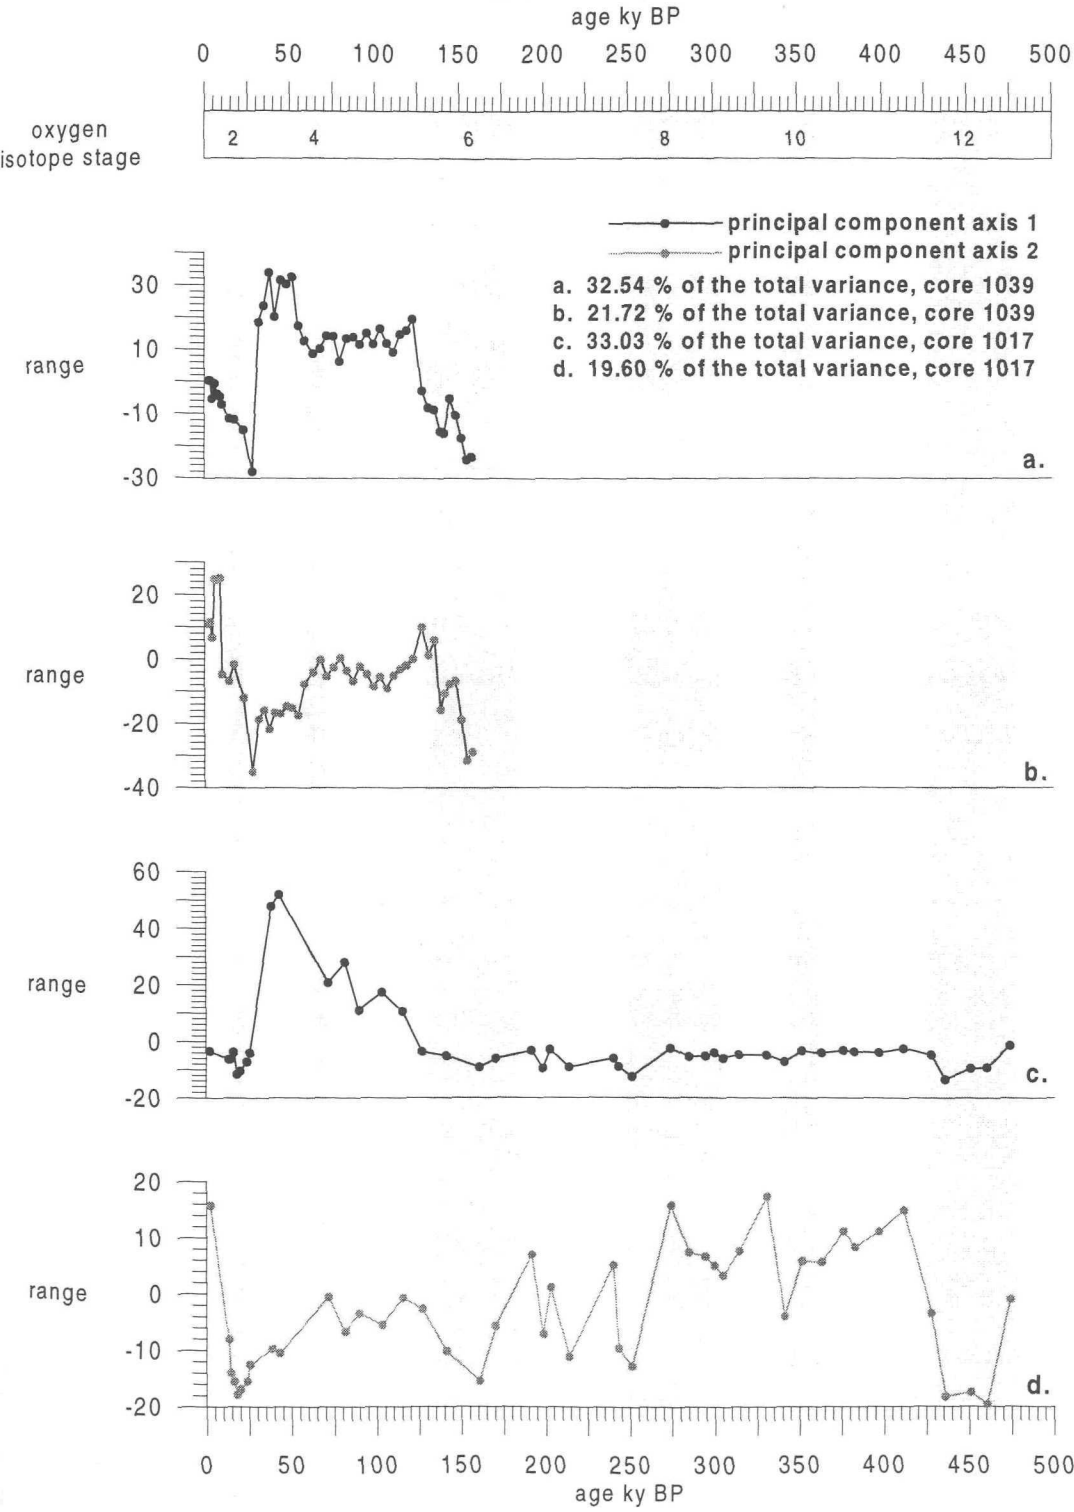 age ky BP
0 50 100 150 200 250 300 350 400 450 500
oxygen
isotope stage
2 4 6 8 10 12
principal component axis 1
principal component axis 2
a. 32.54 % of the total variance, core 1039
b. 21.72 % of the total variance, core 1039
c. 33.03 % of the total variance, core 1017
d. 19.60 % of the total variance, core 1017
30
10
range
-10
-30
a.
20
0
range
-20
-40
b.
60
40
range
20
0
-20
c.
20
10
range
0
-10
-20
d.
0 50 100 150 200 250 300 350 400 450 500
age ky BP